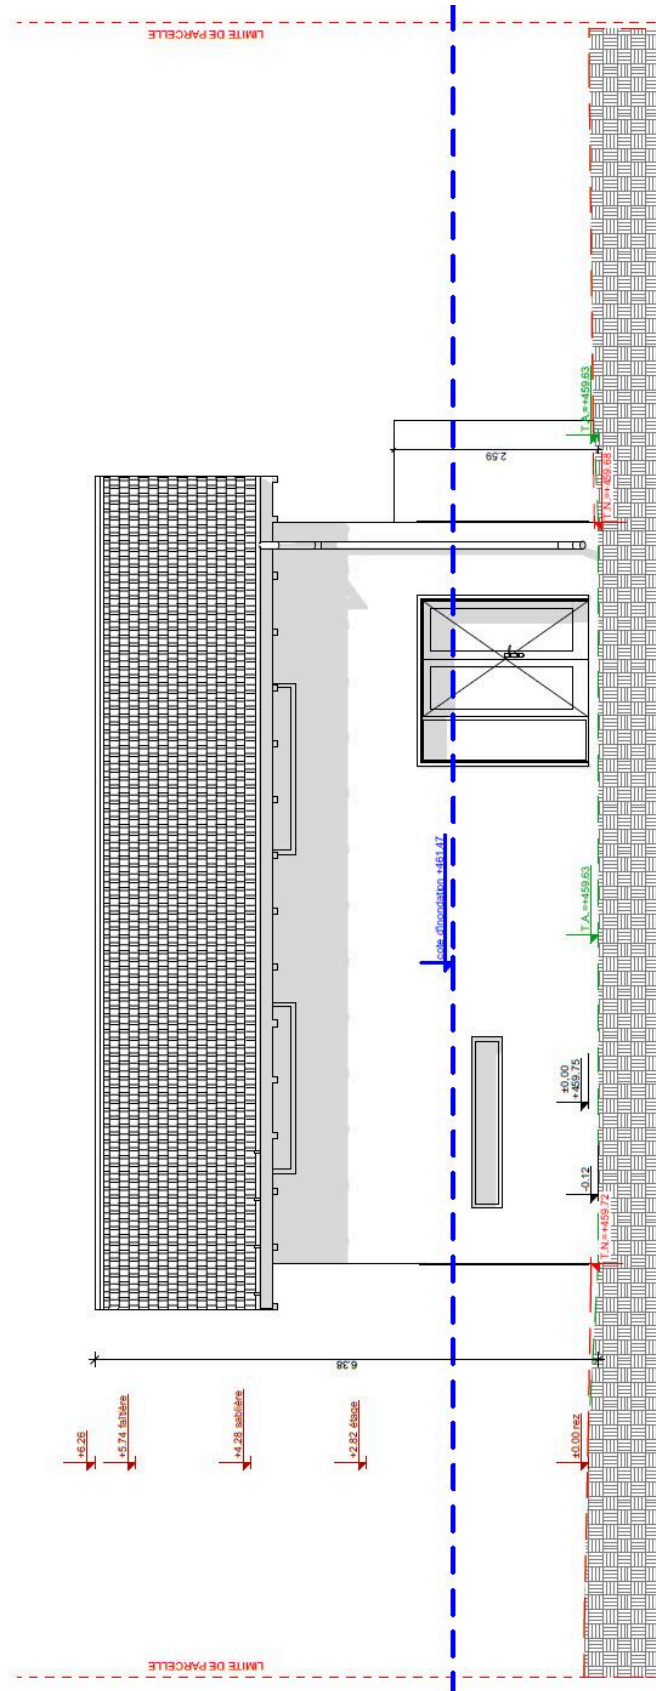 LIMITE DE PARCELLE
T.A.=+459.63
2.59
T.N.=+459.68
cote d'inondation +461.47
T.A.=+459.63
±0.00
+459.75
-0.12
T.N.=+459.72
6.38
+6.26
+5.74 faîtière
+4.28 sablière
+2.82 étage
±0.00 rez
LIMITE DE PARCELLE